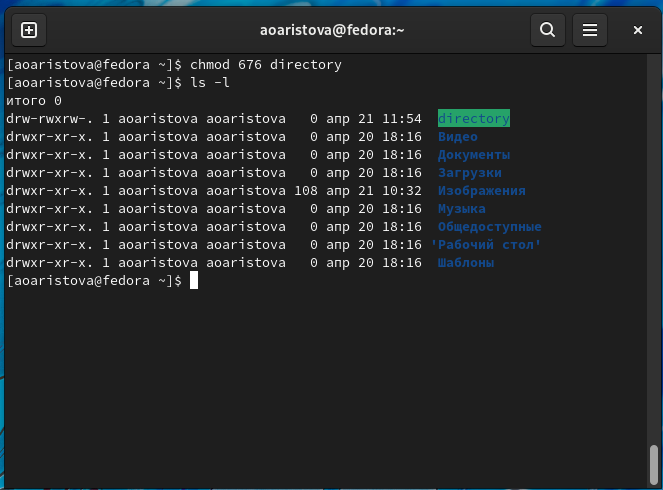 aoaristova@fedora:~
[aoaristova@fedora ~]$ chmod 676 directory
[aoaristova@fedora ~]$ ls -l
итого 0
drw-rwxrw-. 1 aoaristova aoaristova   0 апр 21 11:54  directory
drwxr-xr-x. 1 aoaristova aoaristova   0 апр 20 18:16  Видео
drwxr-xr-x. 1 aoaristova aoaristova   0 апр 20 18:16  Документы
drwxr-xr-x. 1 aoaristova aoaristova   0 апр 20 18:16  Загрузки
drwxr-xr-x. 1 aoaristova aoaristova 108 апр 21 10:32  Изображения
drwxr-xr-x. 1 aoaristova aoaristova   0 апр 20 18:16  Музыка
drwxr-xr-x. 1 aoaristova aoaristova   0 апр 20 18:16  Общедоступные
drwxr-xr-x. 1 aoaristova aoaristova   0 апр 20 18:16 'Рабочий стол'
drwxr-xr-x. 1 aoaristova aoaristova   0 апр 20 18:16  Шаблоны
[aoaristova@fedora ~]$